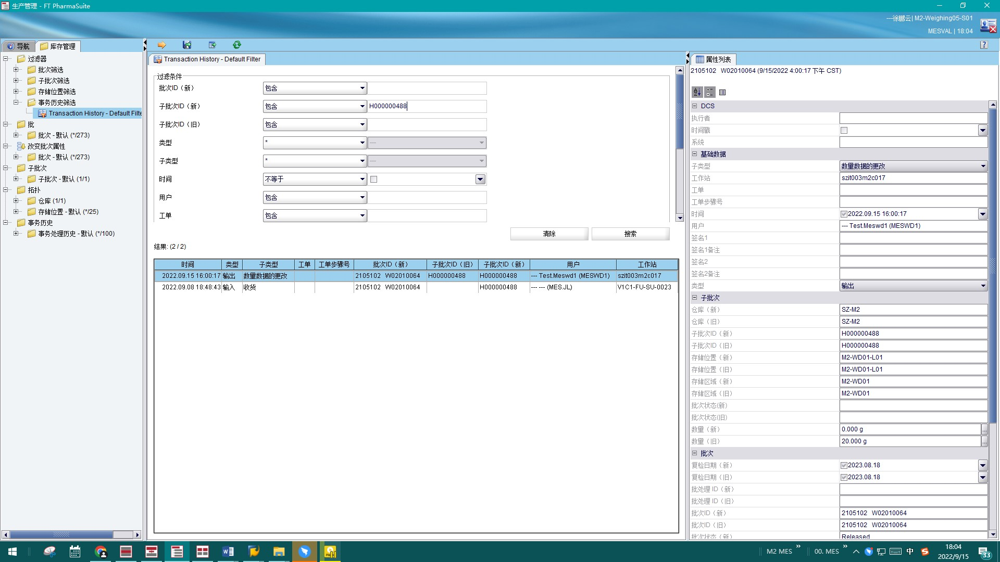 生产管理 - FT PharmaSuite
---徐鹏云| M2-Weighing05-S01
MESVAL | 18:04
导航
库存管理
过滤器
批次筛选
子批次筛选
存储位置筛选
事务历史筛选
Transaction History - Default Filte
批
批次 - 默认 (*/273)
改变批次属性
批次 - 默认 (*/273)
子批次
子批次 - 默认 (1/1)
拓扑
仓库 (1/1)
存储位置 - 默认 (*/25)
事务历史
事务处理历史 - 默认 (*/100)
Transaction History - Default Filter
过滤条件
批次ID（新） 包含
子批次ID（新） 包含 H000000488
子批次ID（旧） 包含
类型 * ---
子类型 * ---
时间 不等于
用户 包含
工单 包含
清除 搜索
结果: (2 / 2)
时间 类型 子类型 工单 工单步骤号 批次ID（新） 子批次ID（旧） 子批次ID（新） 用户 工作站
2022.09.15 16:00:17 输出 数量数据的更改 2105102 W02010064 H000000488 H000000488 --- Test.Meswd1 (MESWD1) szit003m2c017
2022.09.08 18:48:43 输入 收货 2105102 W02010064 H000000488 --- --- (MES.JL) V1C1-FU-SU-0023
属性列表
2105102 W02010064 (9/15/2022 4:00:17 下午 CST)
DCS
执行者
时间戳
系统
基础数据
子类型 数量数据的更改
工作站 szit003m2c017
工单
工单步骤号
时间 2022.09.15 16:00:17
用户 --- Test.Meswd1 (MESWD1)
签名1
签名1备注
签名2
签名2备注
类型 输出
子批次
仓库（新） SZ-M2
仓库（旧） SZ-M2
子批次ID（新） H000000488
子批次ID（旧） H000000488
存储位置（新） M2-WD01-L01
存储位置（旧） M2-WD01-L01
存储区域（新） M2-WD01
存储区域（旧） M2-WD01
批次状态(新)
批次状态(旧)
数量（新） 0.000 g ...
数量（旧） 20.000 g ...
批次
复检日期（新） 2023.08.18
复检日期（旧） 2023.08.18
批处理 ID（新）
批处理 ID（旧）
批次ID（新） 2105102 W02010064
批次ID（旧） 2105102 W02010064
批次状态（新） Released
M2 MES
00. MES
中
18:04
2022/9/15
33